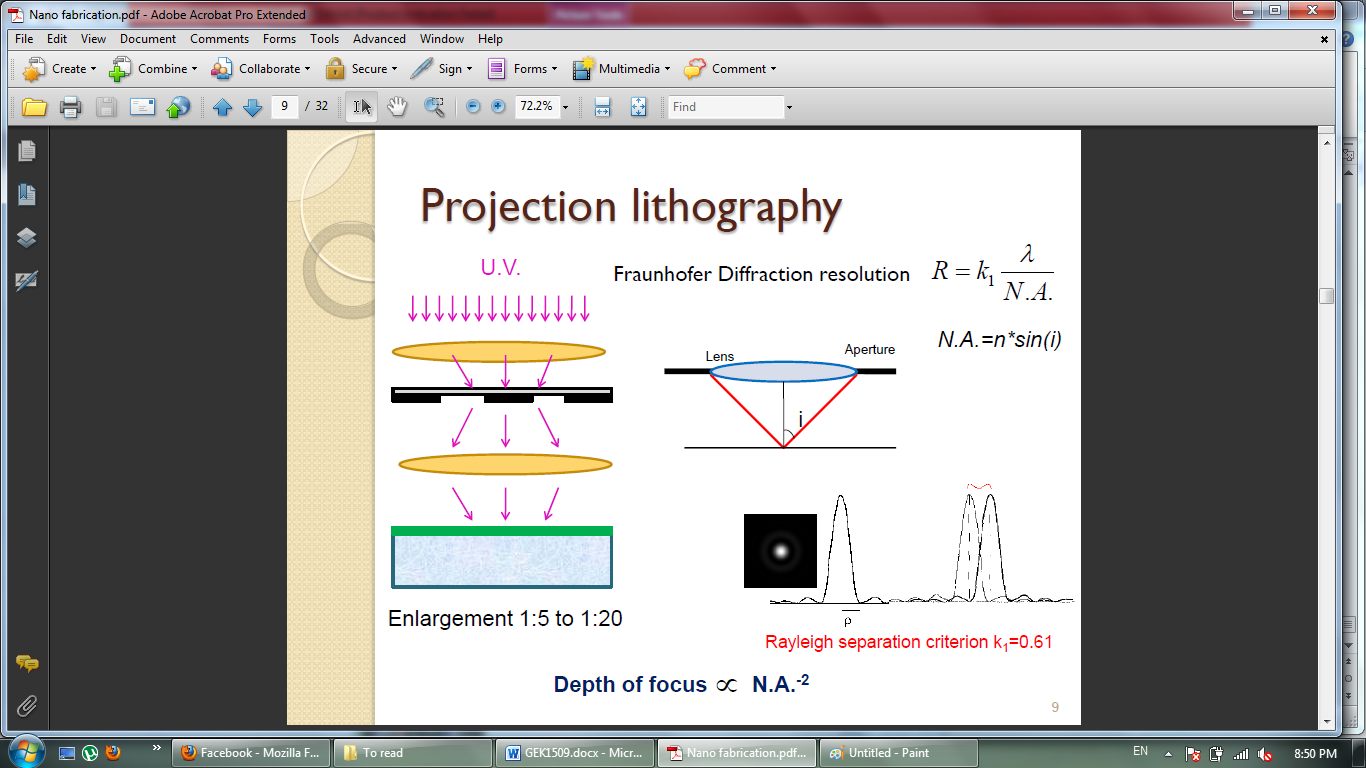 Nano fabrication.pdf - Adobe Acrobat Pro Extended
File Edit View Document Comments Forms Tools Advanced Window Help
Create Combine Collaborate Secure Sign Forms Multimedia Comment
9 / 32 72.2% Find
Projection lithography
U.V.
Fraunhofer Diffraction resolution R = k₁ λ / N.A.
N.A.=n*sin(i)
Lens
Aperture
i
ρ
Enlargement 1:5 to 1:20
Rayleigh separation criterion k₁=0.61
Depth of focus ∝ N.A.⁻²
9
Facebook - Mozilla F... To read GEK1509.docx - Micr... Nano fabrication.pdf... Untitled - Paint EN 8:50 PM